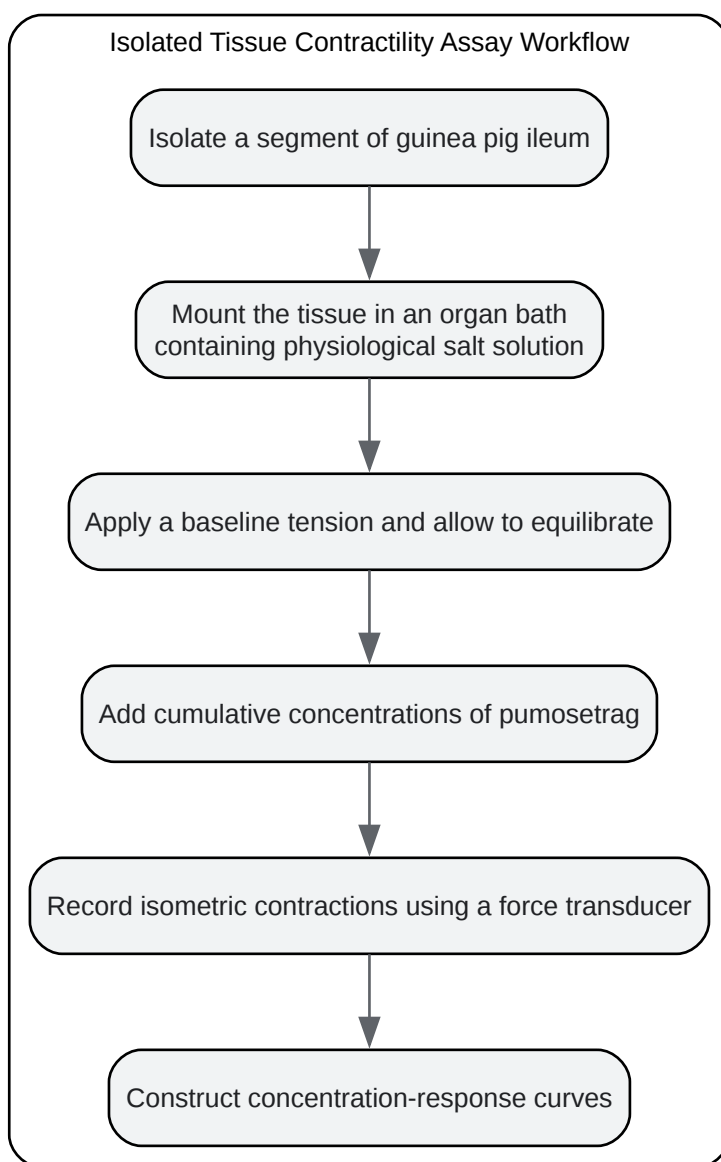 Isolated Tissue Contractility Assay Workflow
Isolate a segment of guinea pig ileum
Mount the tissue in an organ bath
containing physiological salt solution
Apply a baseline tension and allow to equilibrate
Add cumulative concentrations of pumosetrag
Record isometric contractions using a force transducer
Construct concentration-response curves